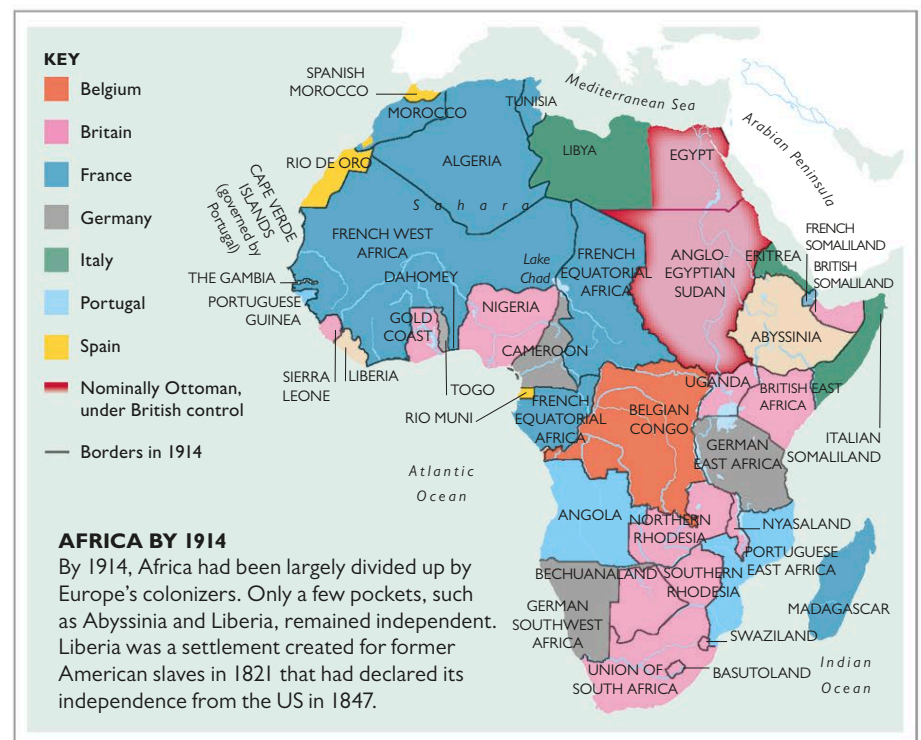 KEY
Belgium
Britain
France
Germany
Italy
Portugal
Spain
Nominally Ottoman,
under British control
Borders in 1914
AFRICA BY 1914
By 1914, Africa had been largely divided up by
Europe's colonizers. Only a few pockets, such
as Abyssinia and Liberia, remained independent.
Liberia was a settlement created for former
American slaves in 1821 that had declared its
independence from the US in 1847.
SPANISH
MOROCCO
MOROCCO
TUNISIA
Mediterranean Sea
Arabian Peninsula
RIO DE ORO
ALGERIA
LIBYA
EGYPT
CAPE VERDE
ISLANDS
(governed by
Portugal)
Sahara
FRENCH WEST
AFRICA
DAHOMEY
Lake
Chad
FRENCH
EQUATORIAL
AFRICA
ANGLO-
EGYPTIAN
SUDAN
ERITREA
FRENCH
SOMALILAND
BRITISH
SOMALILAND
THE GAMBIA
PORTUGUESE
GUINEA
GOLD
COAST
NIGERIA
ABYSSINIA
CAMEROON
SIERRA
LEONE
LIBERIA
TOGO
RIO MUNI
FRENCH
EQUATORIAL
AFRICA
BELGIAN
CONGO
UGANDA
BRITISH EAST
AFRICA
GERMAN
EAST AFRICA
ITALIAN
SOMALILAND
Atlantic
Ocean
ANGOLA
NORTHERN
RHODESIA
NYASALAND
PORTUGUESE
EAST AFRICA
BECHUANALAND
SOUTHERN
RHODESIA
MADAGASCAR
GERMAN
SOUTHWEST
AFRICA
SWAZILAND
UNION OF
SOUTH AFRICA
BASUTOLAND
Indian
Ocean